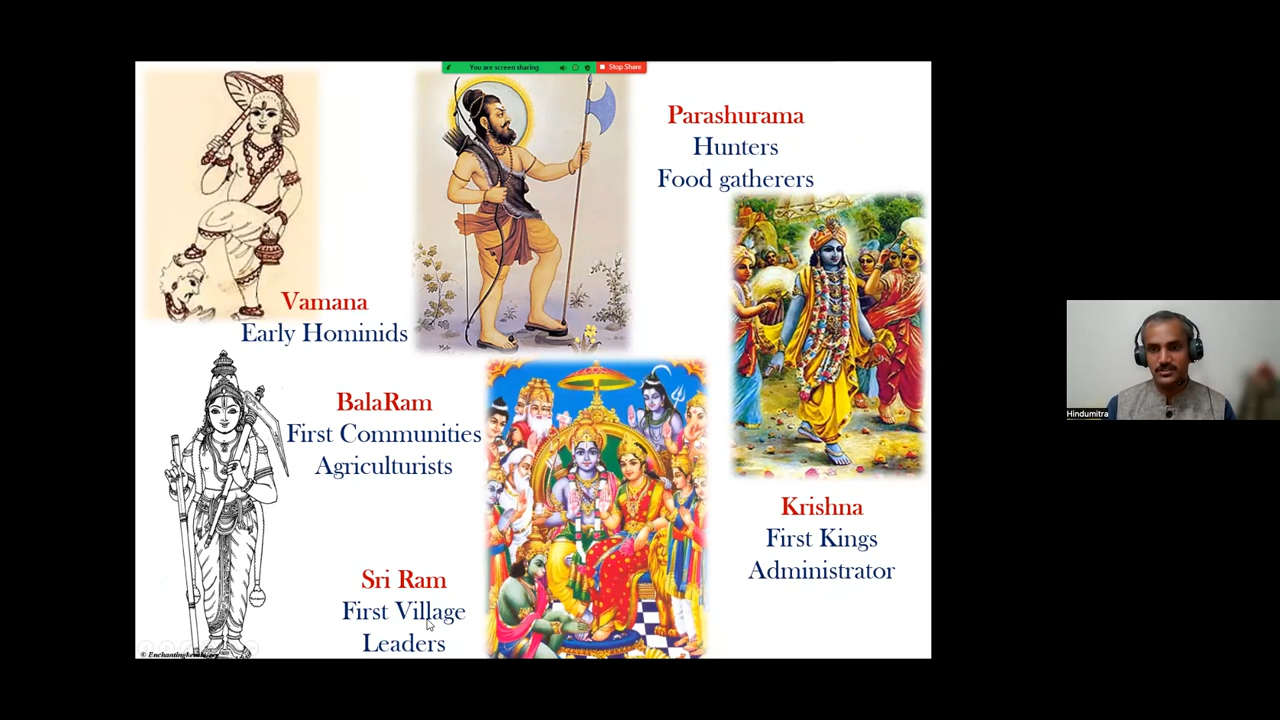 You are screen sharing
Stop Share
Parashurama
Hunters
Food gatherers
Vamana
Early Hominids
BalaRam
First Communities
Agriculturists
Sri Ram
First Village
Leaders
Krishna
First Kings
Administrator
Hindumitra